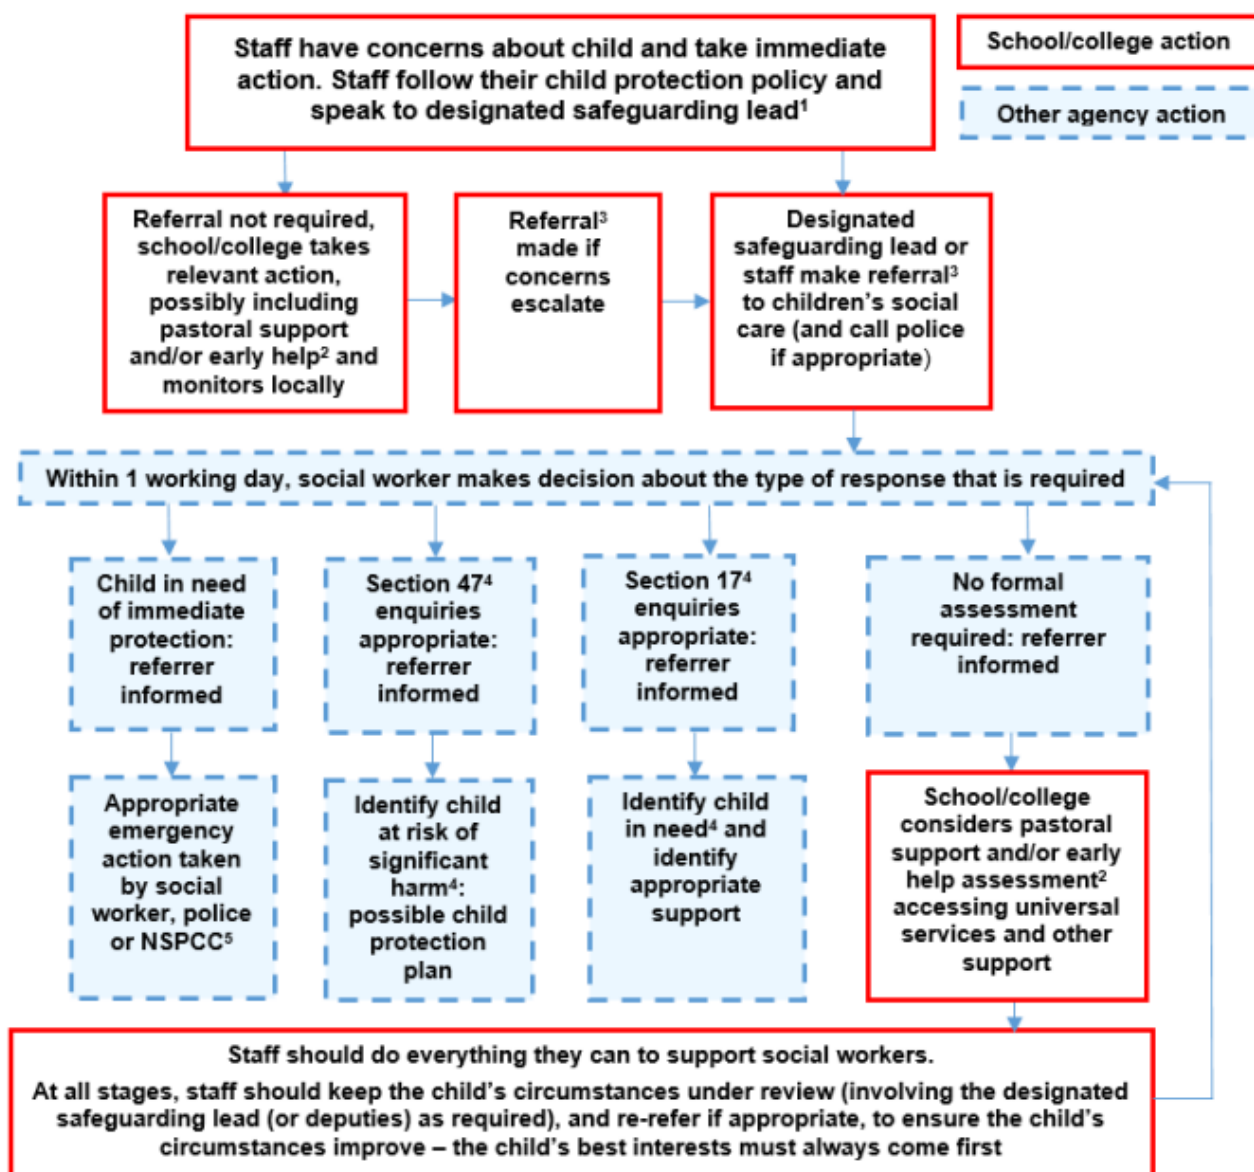 Staff have concerns about child and take immediate
action. Staff follow their child protection policy and
speak to designated safeguarding lead¹
School/college action
Other agency action
Referral not required,
school/college takes
relevant action,
possibly including
pastoral support
and/or early help² and
monitors locally
Referral³
made if
concerns
escalate
Designated
safeguarding lead or
staff make referral³
to children’s social
care (and call police
if appropriate)
Within 1 working day, social worker makes decision about the type of response that is required
Child in need
of immediate
protection:
referrer
informed
Section 47⁴
enquiries
appropriate:
referrer
informed
Section 17⁴
enquiries
appropriate:
referrer
informed
No formal
assessment
required: referrer
informed
Appropriate
emergency
action taken
by social
worker, police
or NSPCC⁵
Identify child
at risk of
significant
harm⁴:
possible child
protection
plan
Identify child
in need⁴ and
identify
appropriate
support
School/college
considers pastoral
support and/or early
help assessment²
accessing universal
services and other
support
Staff should do everything they can to support social workers.
At all stages, staff should keep the child’s circumstances under review (involving the designated
safeguarding lead (or deputies) as required), and re-refer if appropriate, to ensure the child’s
circumstances improve – the child’s best interests must always come first